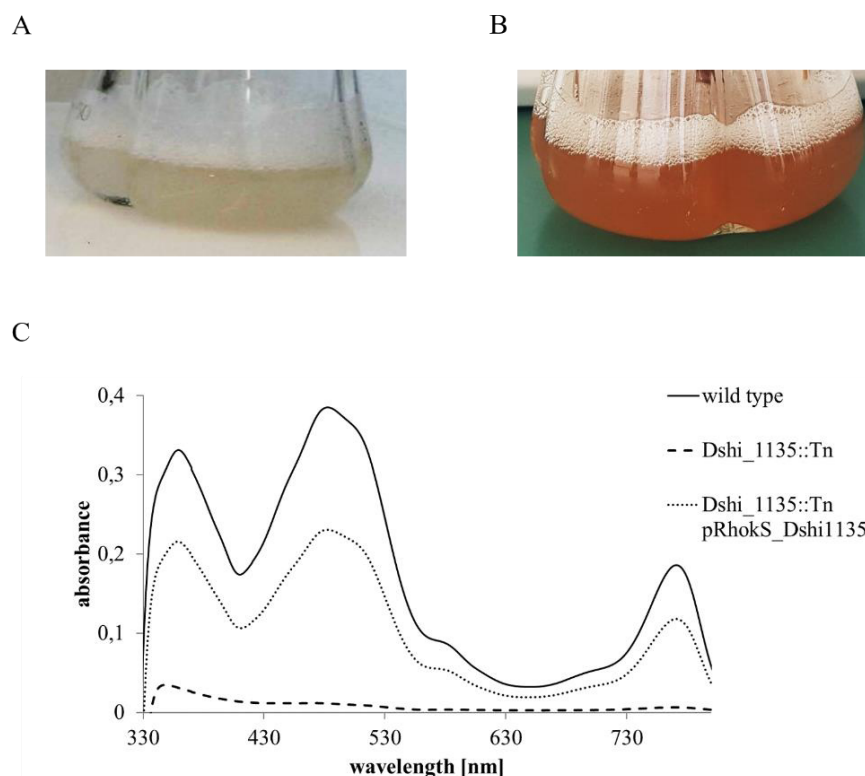 A
B
C
0,4
0,3
0,2
0,1
0
absorbance
330
430
530
630
730
wavelength [nm]
wild type
Dshi_1135::Tn
Dshi_1135::Tn
pRhokS_Dshi1135